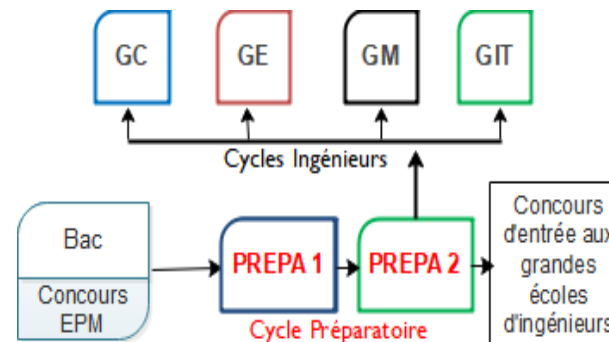 GC
GE
GM
GIT
Cycles Ingénieurs
Bac
Concours
EPM
PREPA 1
PREPA 2
Cycle Préparatoire
Concours
d'entrée aux
grandes
écoles
d'ingénieurs